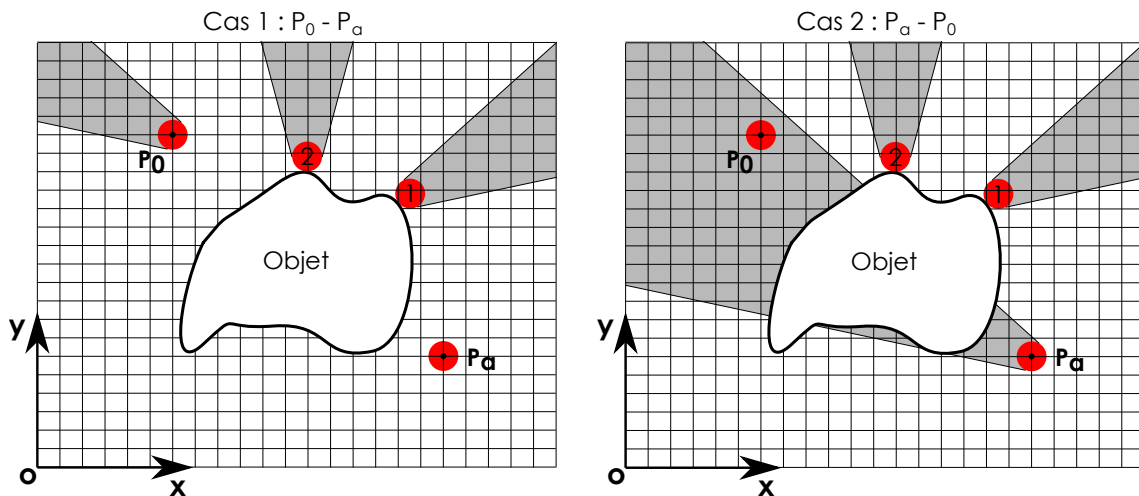 Cas 1 : P0 - Pa
2
P0
1
Objet
Pa
y
o
x
Cas 2 : Pa - P0
2
P0
1
Objet
Pa
y
o
x